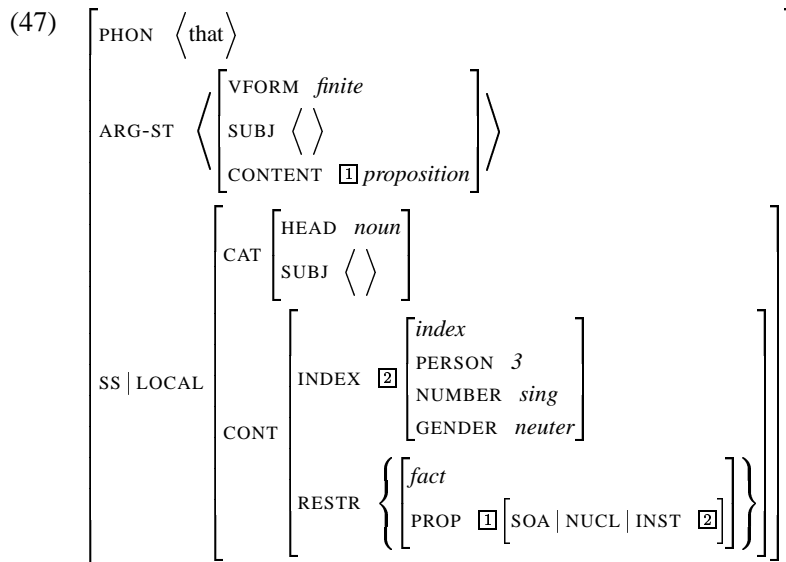 (47)
PHON ⟨that⟩
VFORM finite
ARG-ST ⟨ SUBJ ⟨ ⟩ ⟩
CONTENT [1] proposition
HEAD noun
CAT
SUBJ ⟨ ⟩
index
PERSON 3
INDEX [2]
NUMBER sing
SS | LOCAL
GENDER neuter
CONT
fact
RESTR { }
PROP [1] [SOA | NUCL | INST [2]]